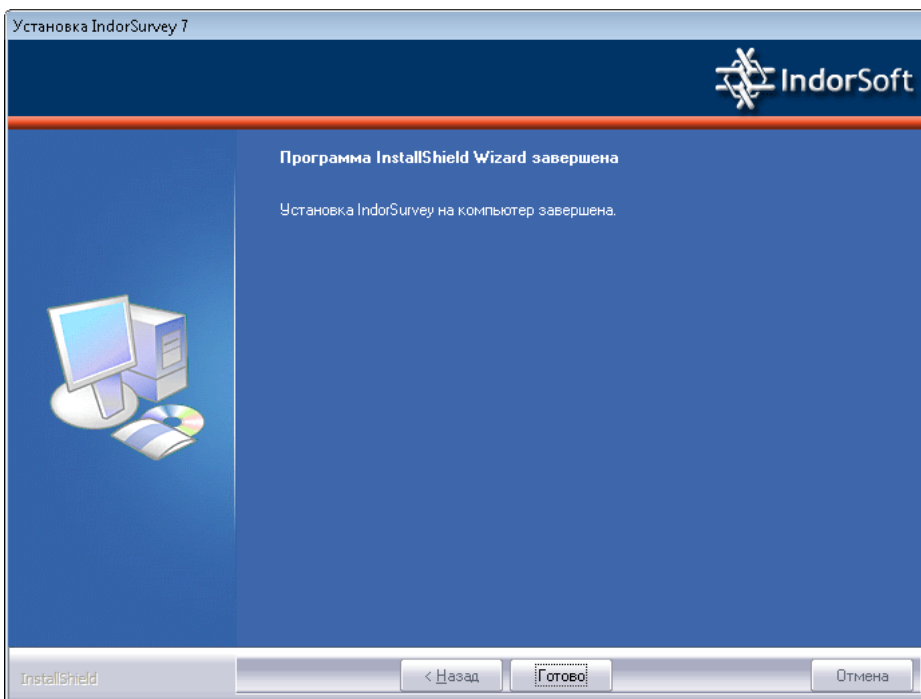 Установка IndorSurvey 7
IndorSoft
Программа InstallShield Wizard завершена
Установка IndorSurvey на компьютер завершена.
InstallShield
< Назад
Готово
Отмена